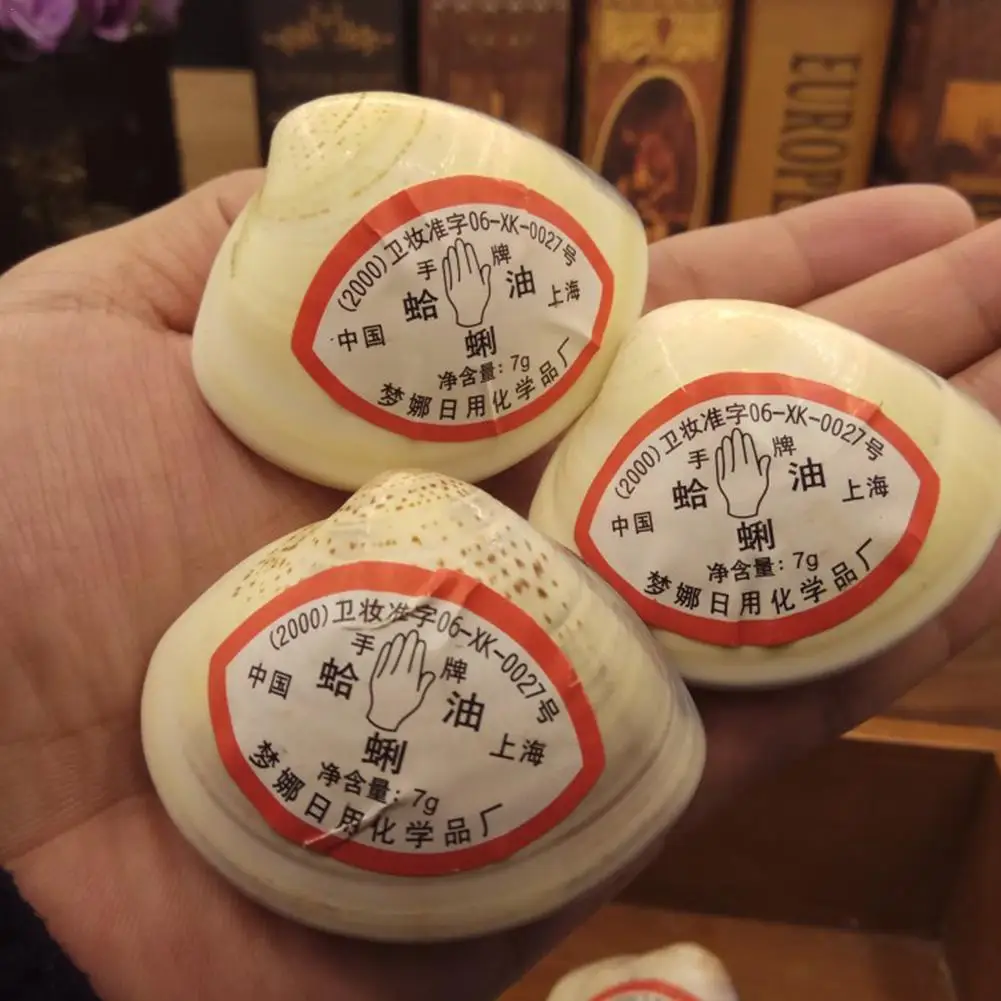 EUROPE
(2000)卫妆准字06-XK-0027号
手 牌
蛤 油
中国 上海
蜊
净含量: 7g
梦娜日用化学品厂
(2000)卫妆准字06-XK-0027号
手 牌
蛤 油
中国 上海
蜊
净含量: 7g
梦娜日用化学品厂
(2000)卫妆准字06-XK-0027号
手 牌
蛤 油
中国 上海
蜊
净含量: 7g
梦娜日用化学品厂